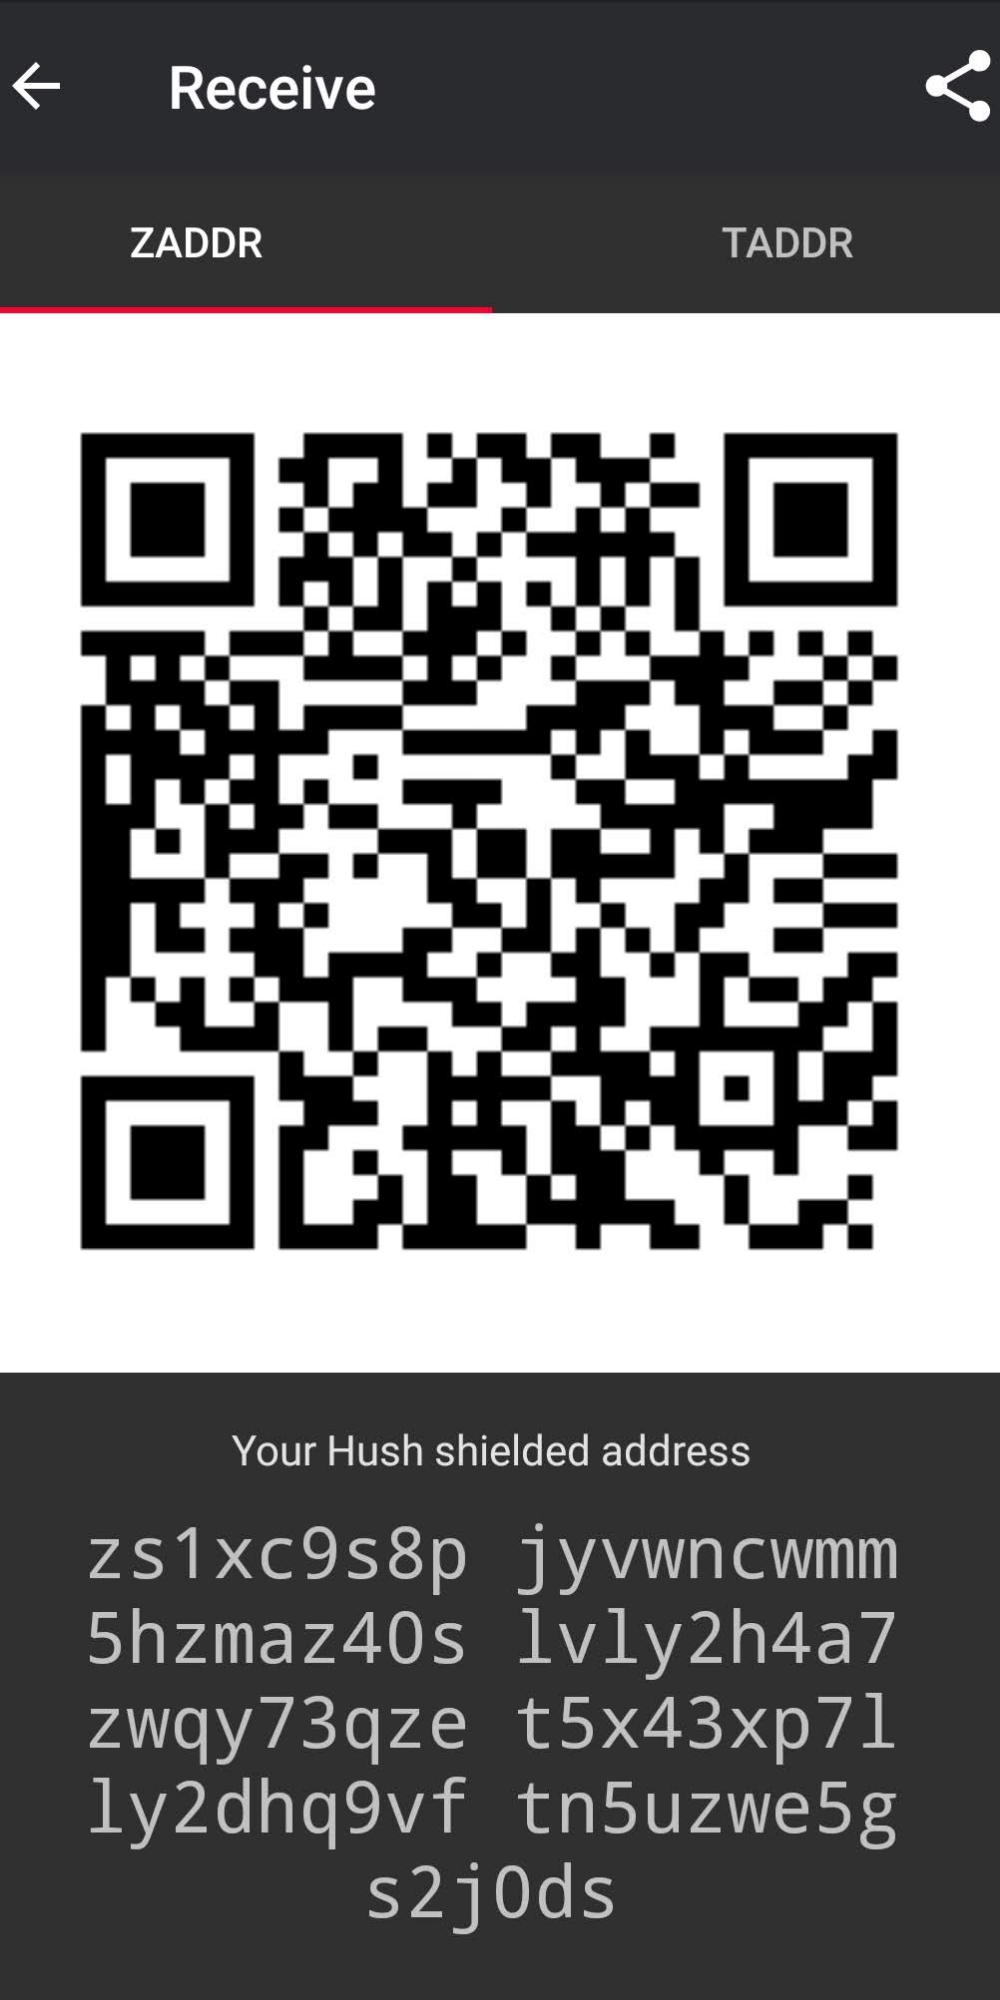 Receive
ZADDR TADDR
Your Hush shielded address
zs1xc9s8p jyvwncwmm
5hzmaz40s lvly2h4a7
zwqy73qze t5x43xp7l
ly2dhq9vf tn5uzwe5g
s2j0ds